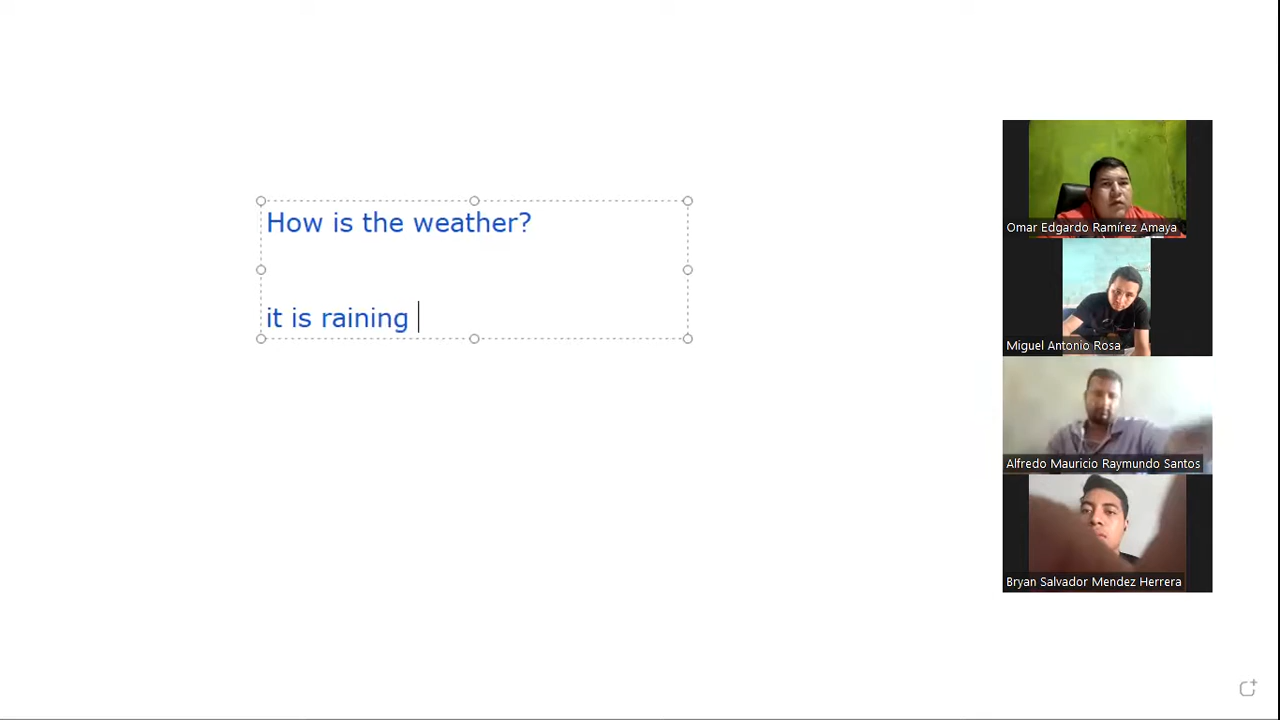 How is the weather?
it is raining
Omar Edgardo Ramírez Amaya
Miguel Antonio Rosa
Alfredo Mauricio Raymundo Santos
Bryan Salvador Mendez Herrera